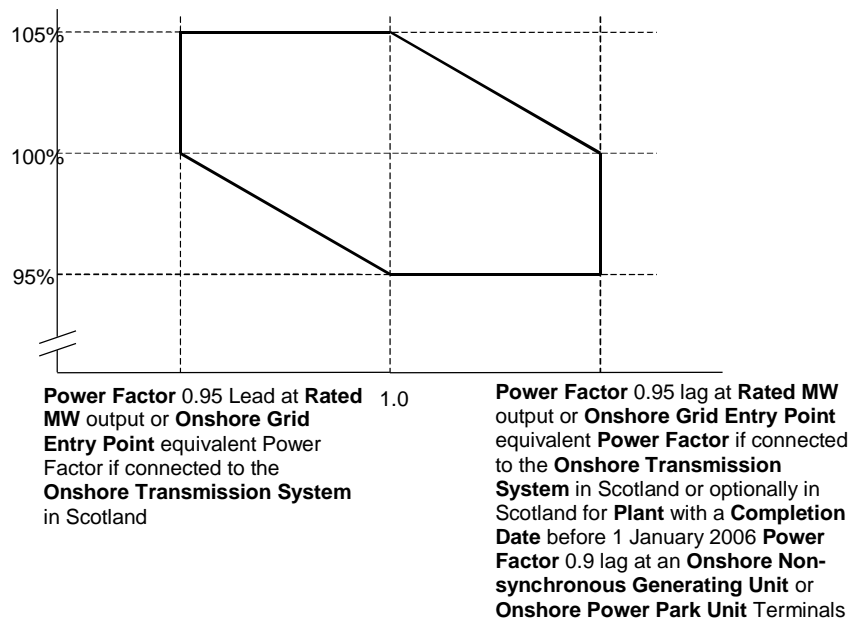 105%
100%
95%
Power Factor 0.95 Lead at Rated
MW output or Onshore Grid
Entry Point equivalent Power
Factor if connected to the
Onshore Transmission System
in Scotland
1.0
Power Factor 0.95 lag at Rated MW
output or Onshore Grid Entry Point
equivalent Power Factor if connected
to the Onshore Transmission
System in Scotland or optionally in
Scotland for Plant with a Completion
Date before 1 January 2006 Power
Factor 0.9 lag at an Onshore Non-
synchronous Generating Unit or
Onshore Power Park Unit Terminals